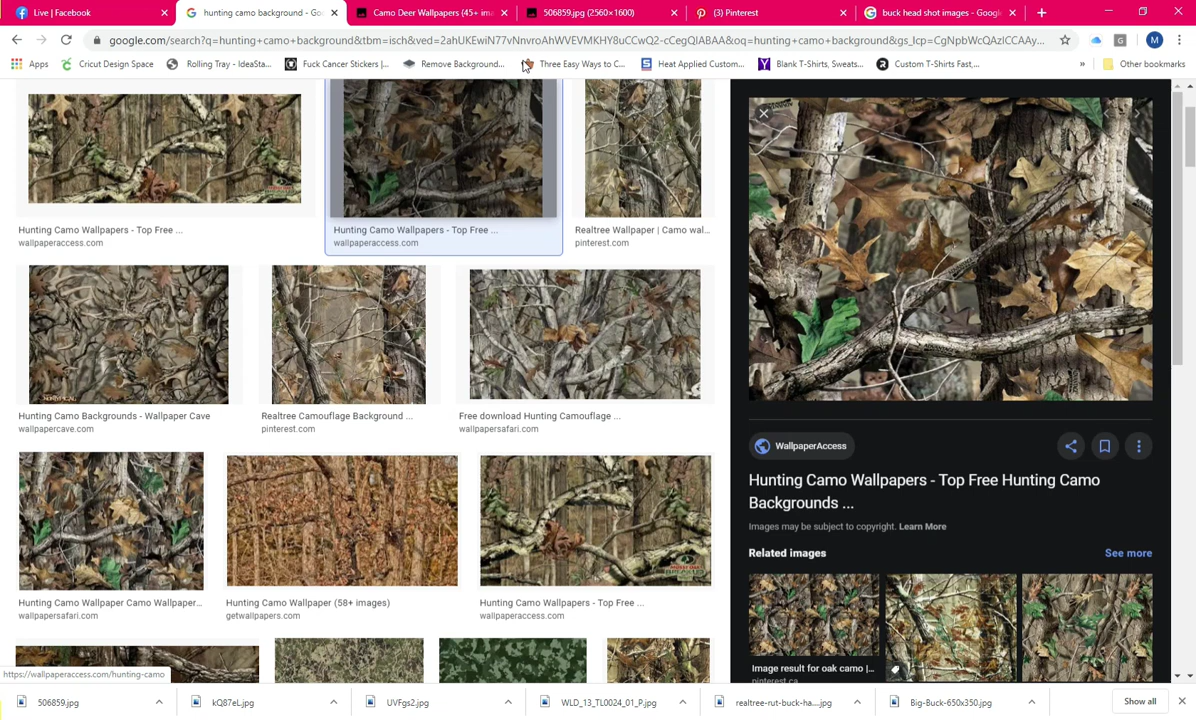 Live | Facebook
hunting camo background - Go
Camo Deer Wallpapers (45+ im
506859.jpg (2560×1600)
(3) Pinterest
buck head shot images - Google
google.com/search?q=hunting+camo+background&tbm=isch&ved=2ahUKEwiN77vNnvroAhWVEVMKHY8uCCwQ2-cCegQIABAA&oq=hunting+camo+background&gs_lcp=CgNpbWcQAzICCAAy...
M
Apps
Cricut Design Space
Rolling Tray - IdeaSta...
Fuck Cancer Stickers |...
Remove Background...
Three Easy Ways to C...
Heat Applied Custom...
Blank T-Shirts, Sweats...
Custom T-Shirts Fast,...
»
Other bookmarks
Hunting Camo Wallpapers - Top Free ...
wallpaperaccess.com
Hunting Camo Wallpapers - Top Free ...
wallpaperaccess.com
Realtree Wallpaper | Camo wal...
pinterest.com
Hunting Camo Backgrounds - Wallpaper Cave
wallpapercave.com
Realtree Camouflage Background ...
pinterest.com
Free download Hunting Camouflage ...
wallpapersafari.com
Hunting Camo Wallpaper Camo Wallpaper...
wallpapersafari.com
Hunting Camo Wallpaper (58+ images)
getwallpapers.com
Hunting Camo Wallpapers - Top Free ...
wallpaperaccess.com
https://wallpaperaccess.com/hunting-camo
WallpaperAccess
Hunting Camo Wallpapers - Top Free Hunting Camo
Backgrounds ...
Images may be subject to copyright. Learn More
Related images
See more
Image result for oak camo |...
pinterest.ca
506859.jpg
kQ87eL.jpg
UVFgs2.jpg
WLD_13_TL0024_01_P.jpg
realtree-rut-buck-ha....jpg
Big-Buck-650x350.jpg
Show all